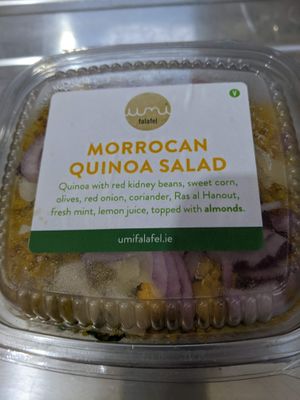 umi
falafel
V
MORROCAN
QUINOA SALAD
Quinoa with red kidney beans, sweet corn,
olives, red onion, coriander, Ras al Hanout,
fresh mint, lemon juice, topped with almonds.
umifalafel.ie